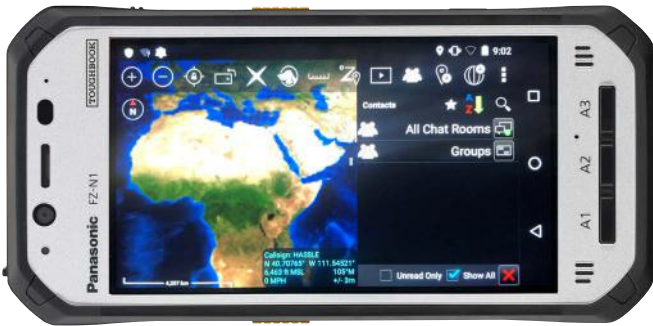 TOUGHBOOK
Panasonic FZ-N1
9:02
N
Contacts
A
Z
All Chat Rooms
Groups
Callsign: HASSLE
N 40.70765° W 111.54521°
6,463 ft MSL 105°M
0 MPH +/- 3m
Unread Only Show All
A3
A2
A1